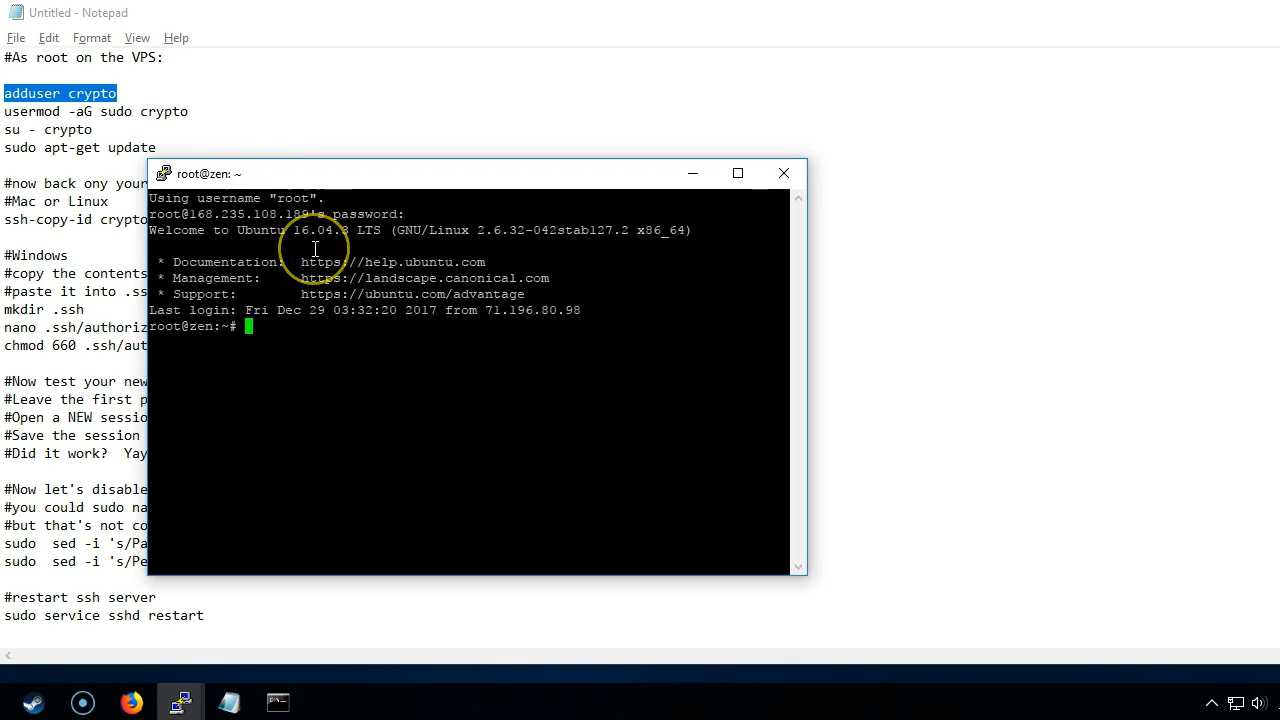 Untitled - Notepad
File Edit Format View Help
#As root on the VPS:
adduser crypto
usermod -aG sudo crypto
su - crypto
sudo apt-get update
#now back ony your
#Mac or Linux
ssh-copy-id crypto
#Windows
#copy the contents
#paste it into .ss
mkdir .ssh
nano .ssh/authoriz
chmod 660 .ssh/aut
#Now test your new
#Leave the first p
#Open a NEW session
#Save the session
#Did it work?  Yay
#Now let's disable
#you could sudo na
#but that's not co
sudo  sed -i 's/Pa
sudo  sed -i 's/Pe
#restart ssh server
sudo service sshd restart
root@zen: ~
Using username "root".
root@168.235.108.189's password:
Welcome to Ubuntu 16.04.3 LTS (GNU/Linux 2.6.32-042stab127.2 x86_64)
* Documentation:  https://help.ubuntu.com
* Management:     https://landscape.canonical.com
* Support:        https://ubuntu.com/advantage
Last login: Fri Dec 29 03:32:20 2017 from 71.196.80.98
root@zen:~#